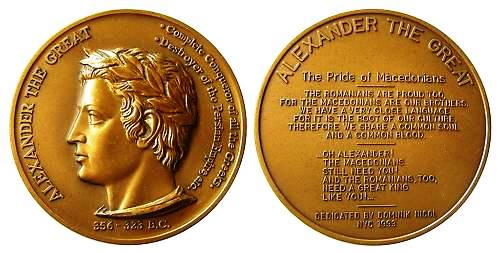 ALEXANDER THE GREAT
• Complete Conqueror of All the Greeks;
• Destroyer of the Persian Empire etc
356 - 323 B.C.
ALEXANDER THE GREAT
The Pride of Macedonians
THE ROMANIANS ARE PROUD TOO,
FOR THE MACEDONIANS ARE OUR BROTHERS.
WE HAVE A VERY CLOSE LANGUAGE,
FOR IT IS THE ROOT OF OUR CULTURE.
THEREFORE WE SHARE A COMMON SOUL
AND A COMMON BLOOD.
...OH ALEXANDER!
THE MACEDONIANS
STILL NEED YOU!
AND THE ROMANIANS, TOO,
NEED A GREAT KING
LIKE YOU!...
DEDICATED BY DOMINIK
NYC 1999